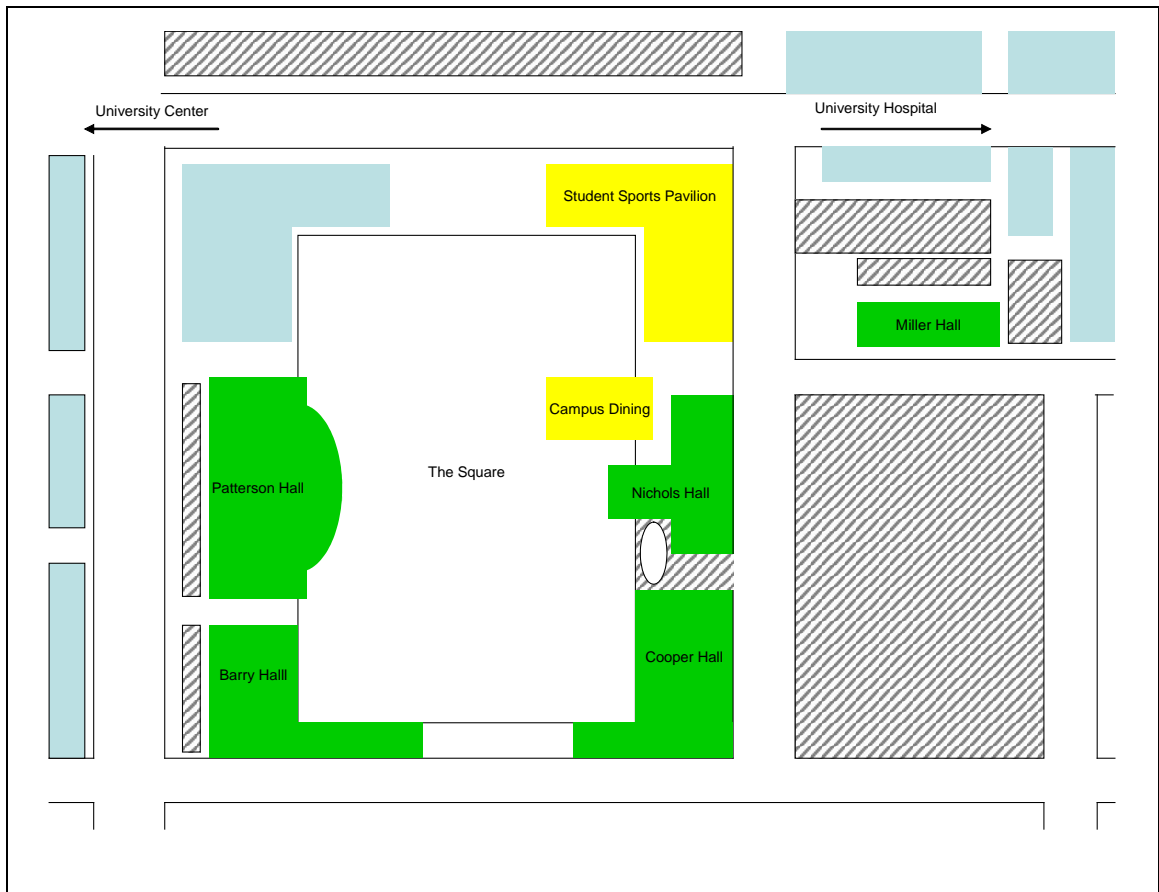 University Center
University Hospital
Student Sports Pavilion
Miller Hall
Campus Dining
The Square
Patterson Hall
Nichols Hall
Cooper Hall
Barry Halll